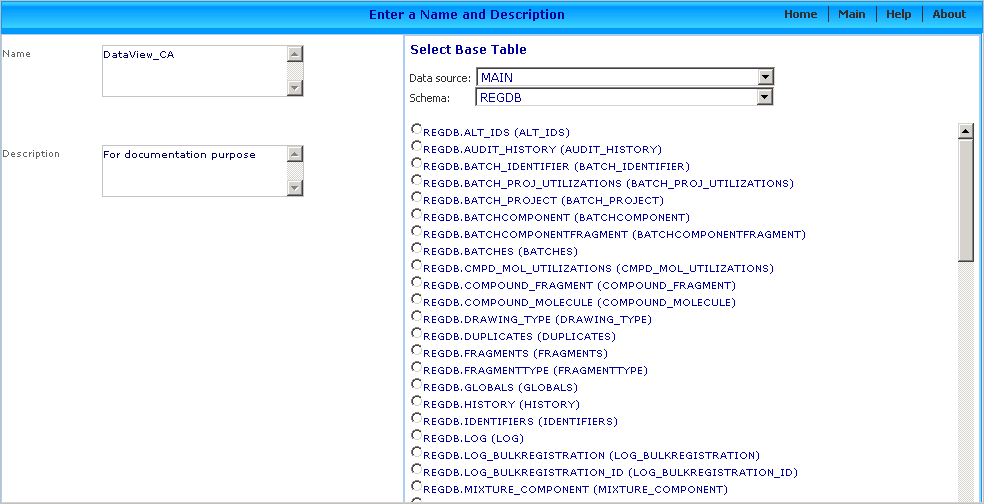 Enter a Name and Description
Home | Main | Help | About
Name
DataView_CA
Description
For documentation purpose
Select Base Table
Data source: MAIN
Schema: REGDB
REGDB.ALT_IDS (ALT_IDS)
REGDB.AUDIT_HISTORY (AUDIT_HISTORY)
REGDB.BATCH_IDENTIFIER (BATCH_IDENTIFIER)
REGDB.BATCH_PROJ_UTILIZATIONS (BATCH_PROJ_UTILIZATIONS)
REGDB.BATCH_PROJECT (BATCH_PROJECT)
REGDB.BATCHCOMPONENT (BATCHCOMPONENT)
REGDB.BATCHCOMPONENTFRAGMENT (BATCHCOMPONENTFRAGMENT)
REGDB.BATCHES (BATCHES)
REGDB.CMPD_MOL_UTILIZATIONS (CMPD_MOL_UTILIZATIONS)
REGDB.COMPOUND_FRAGMENT (COMPOUND_FRAGMENT)
REGDB.COMPOUND_MOLECULE (COMPOUND_MOLECULE)
REGDB.DRAWING_TYPE (DRAWING_TYPE)
REGDB.DUPLICATES (DUPLICATES)
REGDB.FRAGMENTS (FRAGMENTS)
REGDB.FRAGMENTTYPE (FRAGMENTTYPE)
REGDB.GLOBALS (GLOBALS)
REGDB.HISTORY (HISTORY)
REGDB.IDENTIFIERS (IDENTIFIERS)
REGDB.LOG (LOG)
REGDB.LOG_BULKREGISTRATION (LOG_BULKREGISTRATION)
REGDB.LOG_BULKREGISTRATION_ID (LOG_BULKREGISTRATION_ID)
REGDB.MIXTURE_COMPONENT (MIXTURE_COMPONENT)